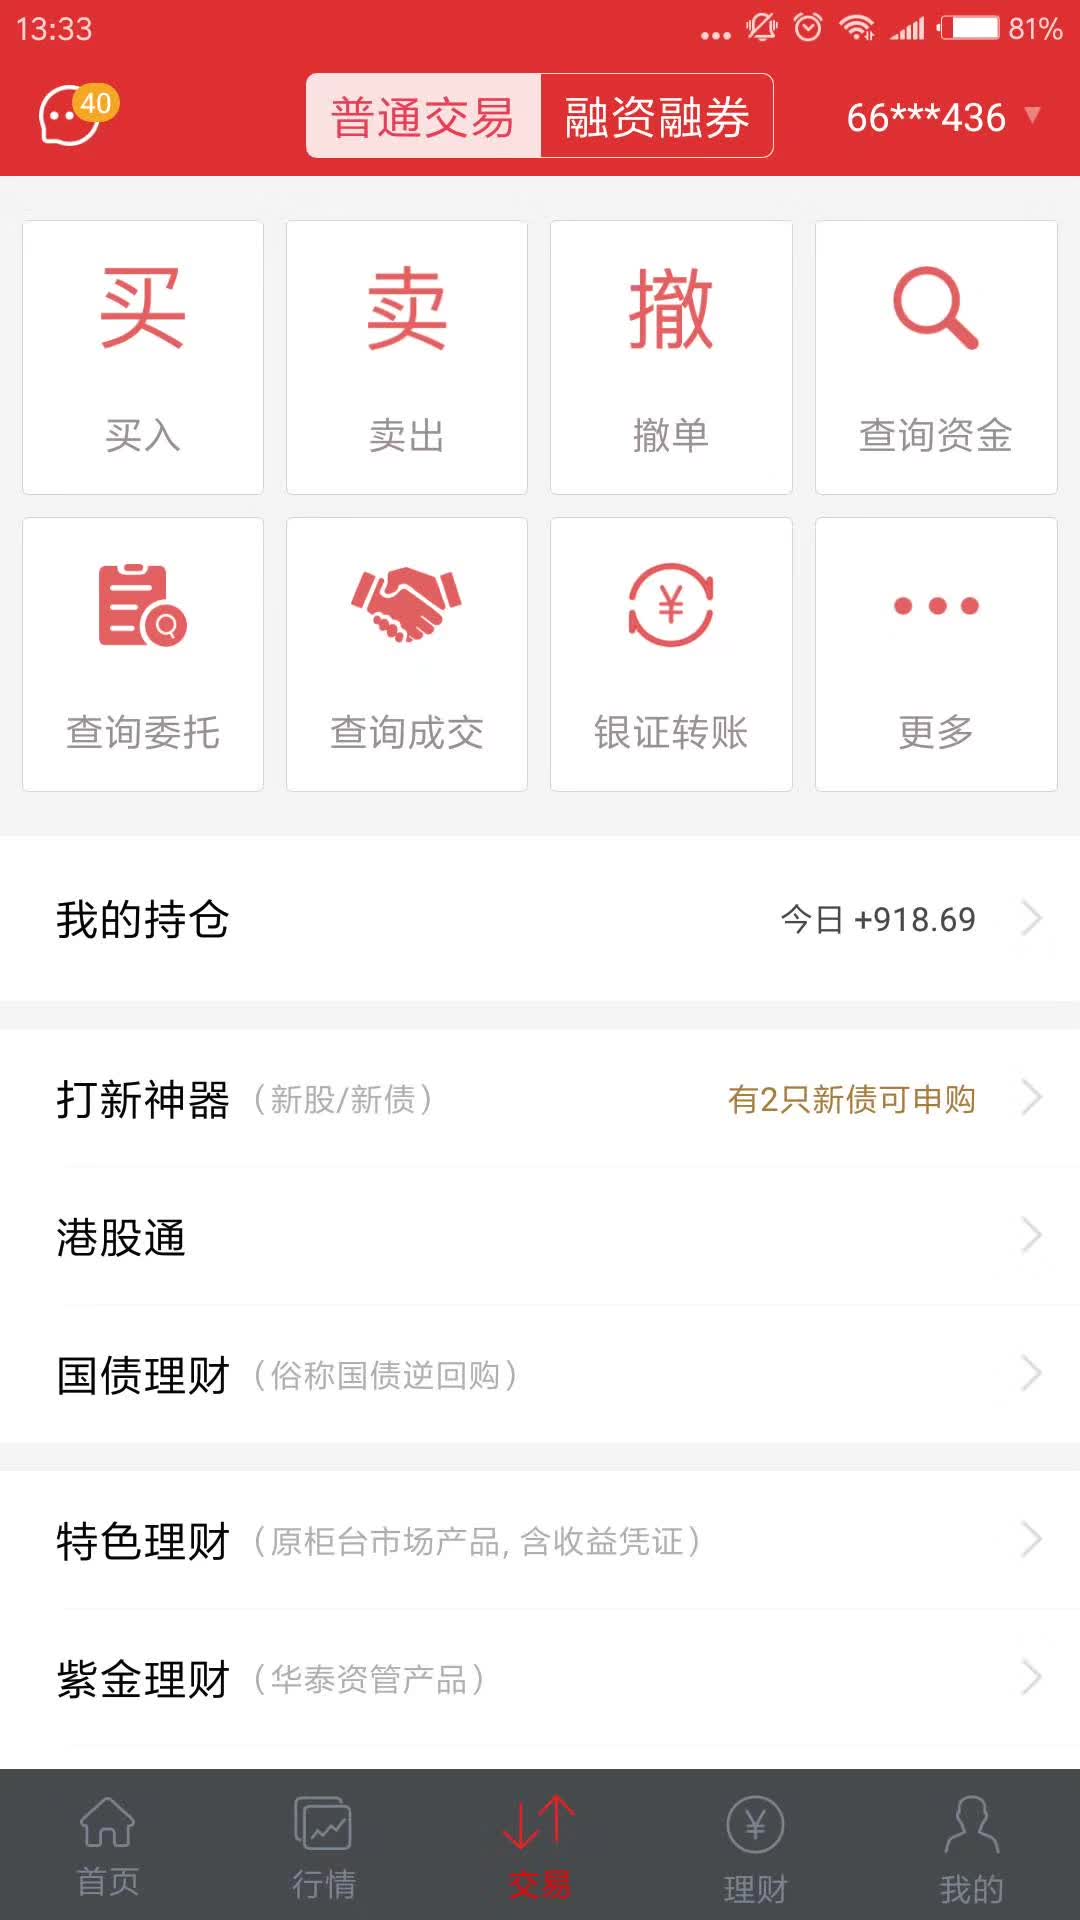 13:33
81%
40
普通交易
融资融券
66***436
买
卖
撤
买入
卖出
撤单
查询资金
¥
查询委托
查询成交
银证转账
更多
我的持仓
今日 +918.69
打新神器（新股/新债）
有2只新债可申购
港股通
国债理财（俗称国债逆回购）
特色理财（原柜台市场产品, 含收益凭证）
紫金理财（华泰资管产品）
¥
首页
行情
交易
理财
我的